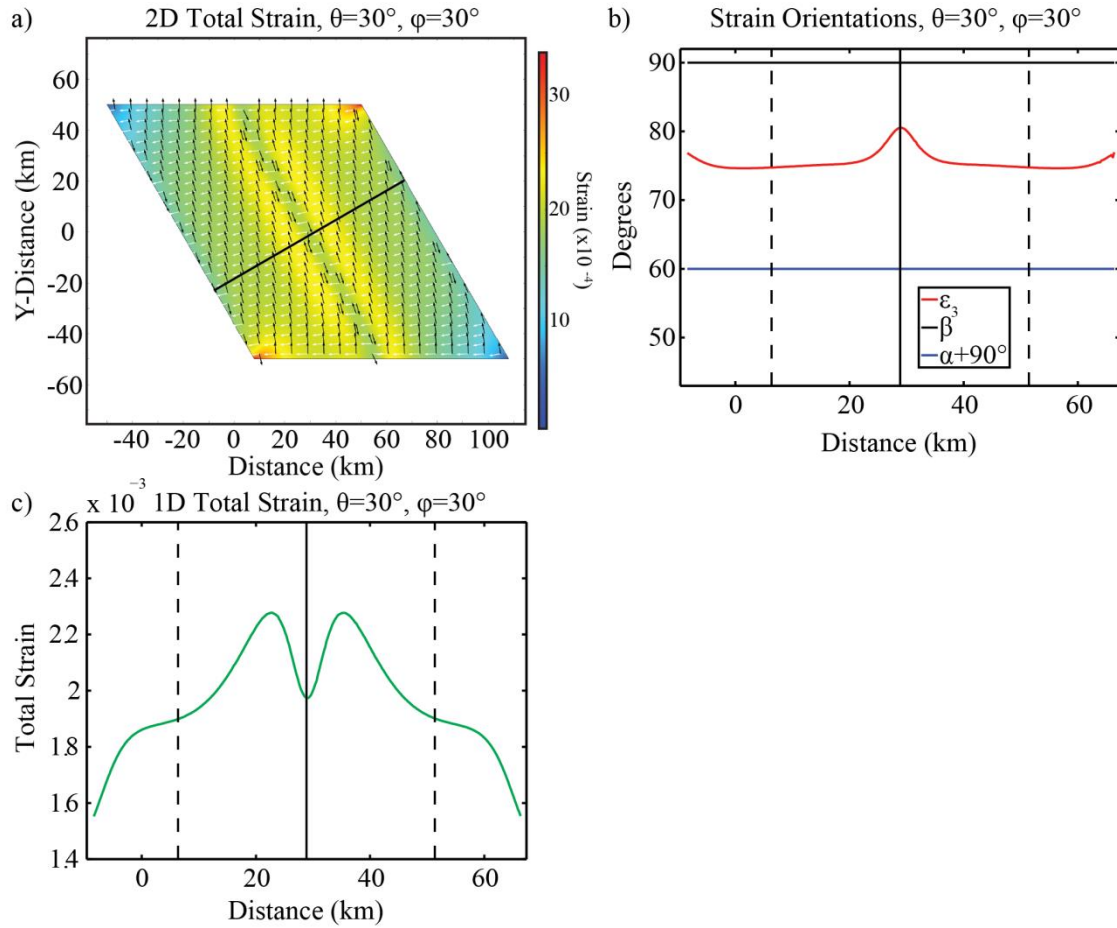 a) 2D Total Strain, θ=30°, φ=30°
60
40
20
0
-20
-40
-60
Y-Distance (km)
-40 -20 0 20 40 60 80 100
Distance (km)
30
20
10
Strain (x10 ⁻⁴)
b) Strain Orientations, θ=30°, φ=30°
90
80
70
60
50
Degrees
ε₃
β
α+90°
0 20 40 60
Distance (km)
c) x 10⁻³ 1D Total Strain, θ=30°, φ=30°
2.6
2.4
2.2
2
1.8
1.6
1.4
Total Strain
0 20 40 60
Distance (km)